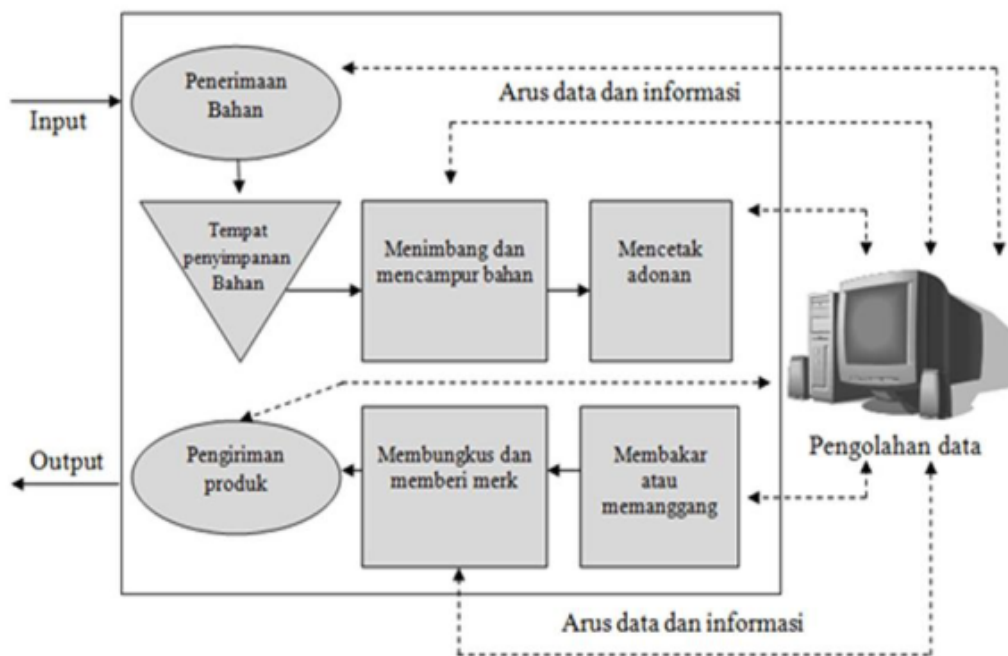 Penerimaan
Bahan
Arus data dan informasi
Input
Tempat
penyimpanan
Bahan
Menimbang dan
mencampur bahan
Mencetak
adonan
Pengolahan data
Output
Pengiriman
produk
Membungkus dan
memberi merk
Membakar
atau
memanggang
Arus data dan informasi